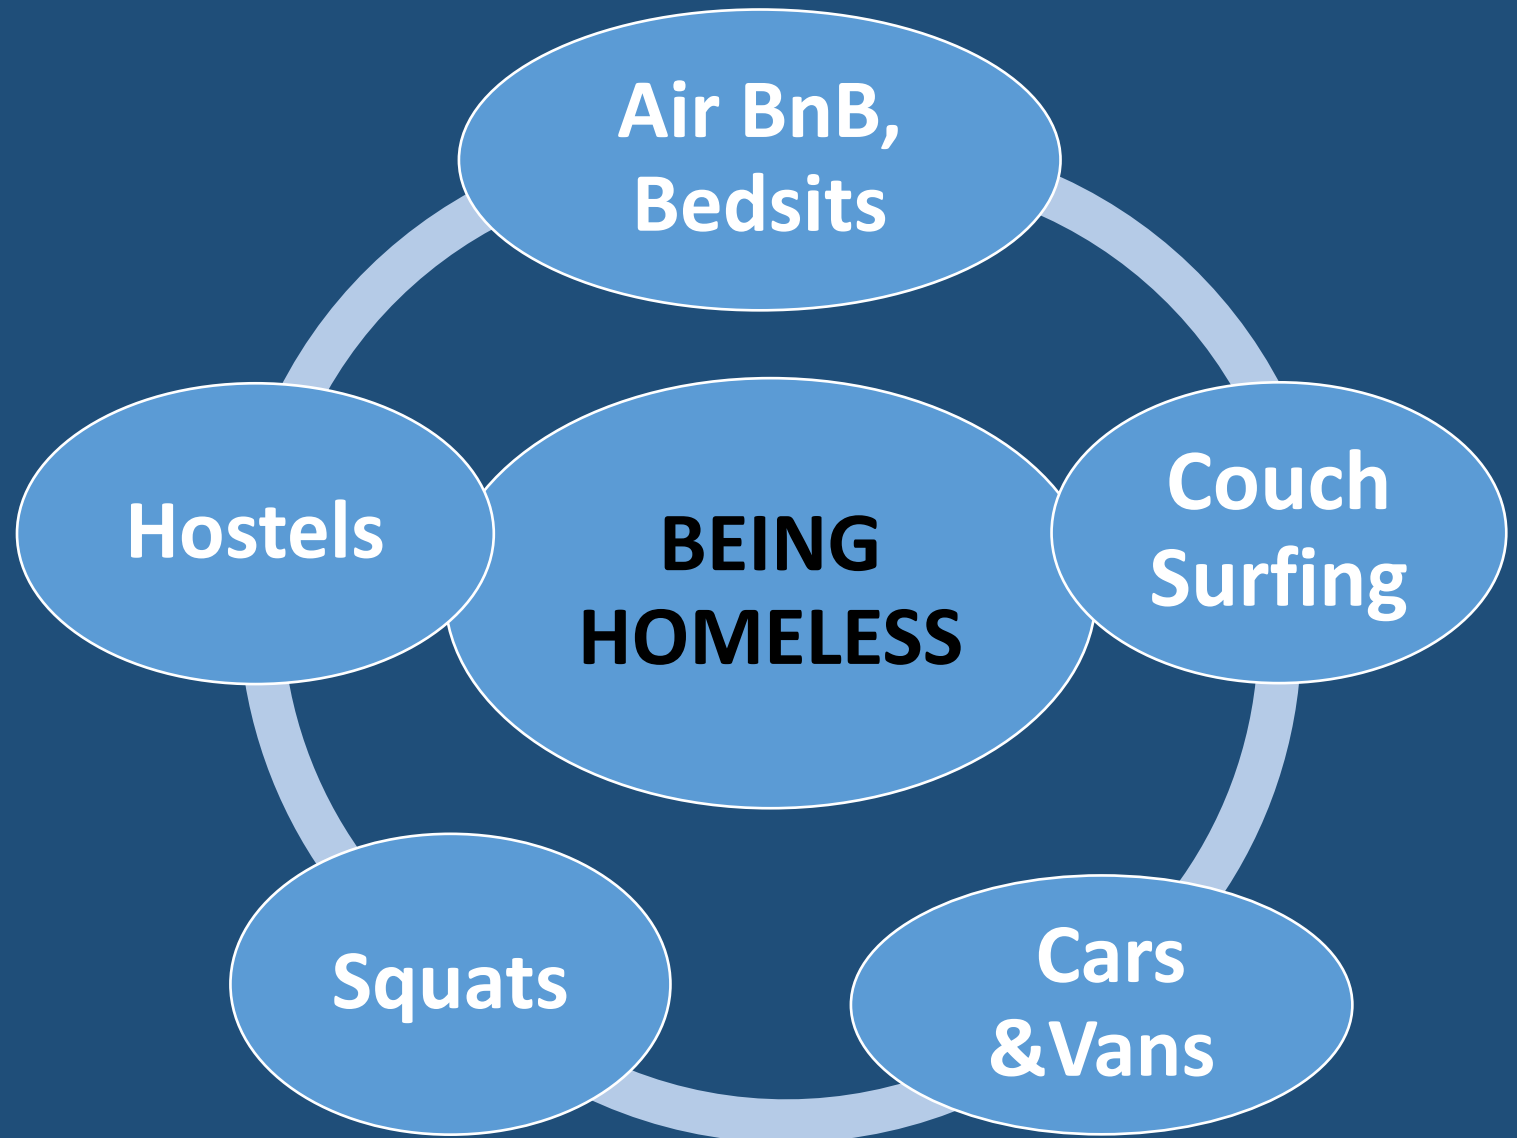 Air BnB,
Bedsits
Couch
Surfing
Hostels
BEING
HOMELESS
Squats
Cars
&Vans